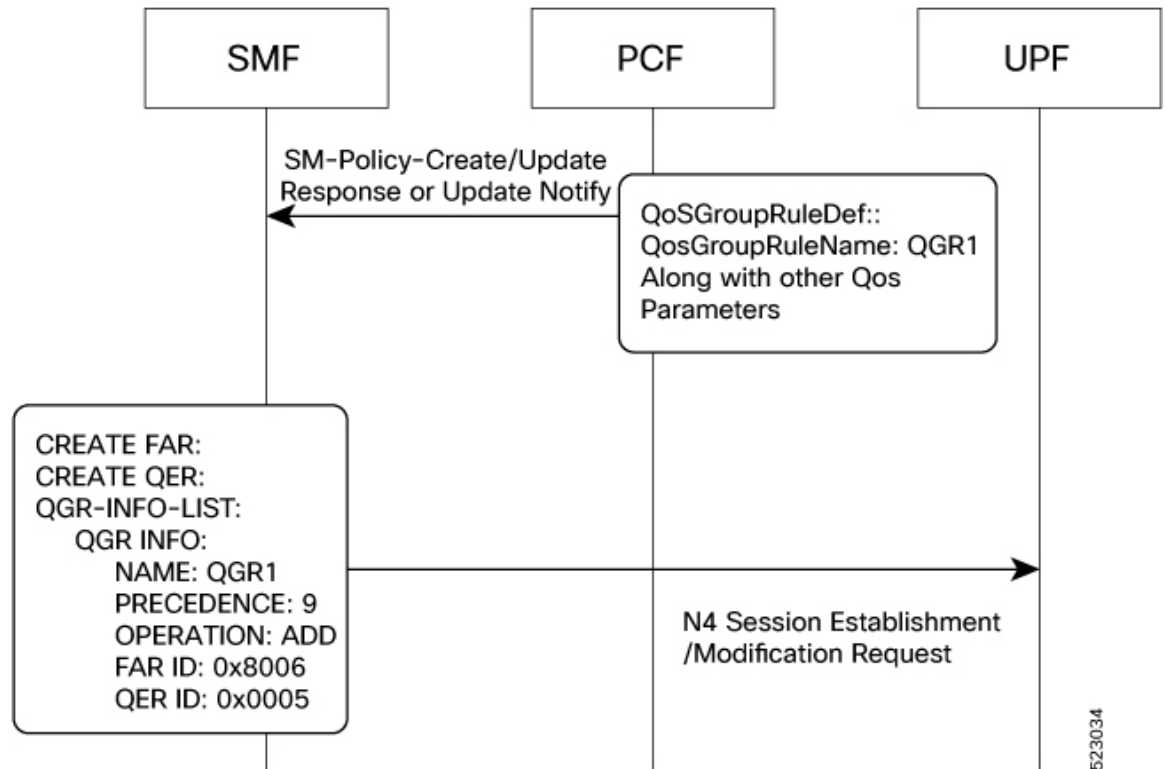 SMF
PCF
UPF
SM-Policy-Create/Update
Response or Update Notify
QoSGroupRuleDef::
QosGroupRuleName: QGR1
Along with other Qos
Parameters
CREATE FAR:
CREATE QER:
QGR-INFO-LIST:
QGR INFO:
NAME: QGR1
PRECEDENCE: 9
OPERATION: ADD
FAR ID: 0x8006
QER ID: 0x0005
N4 Session Establishment
/Modification Request
523034